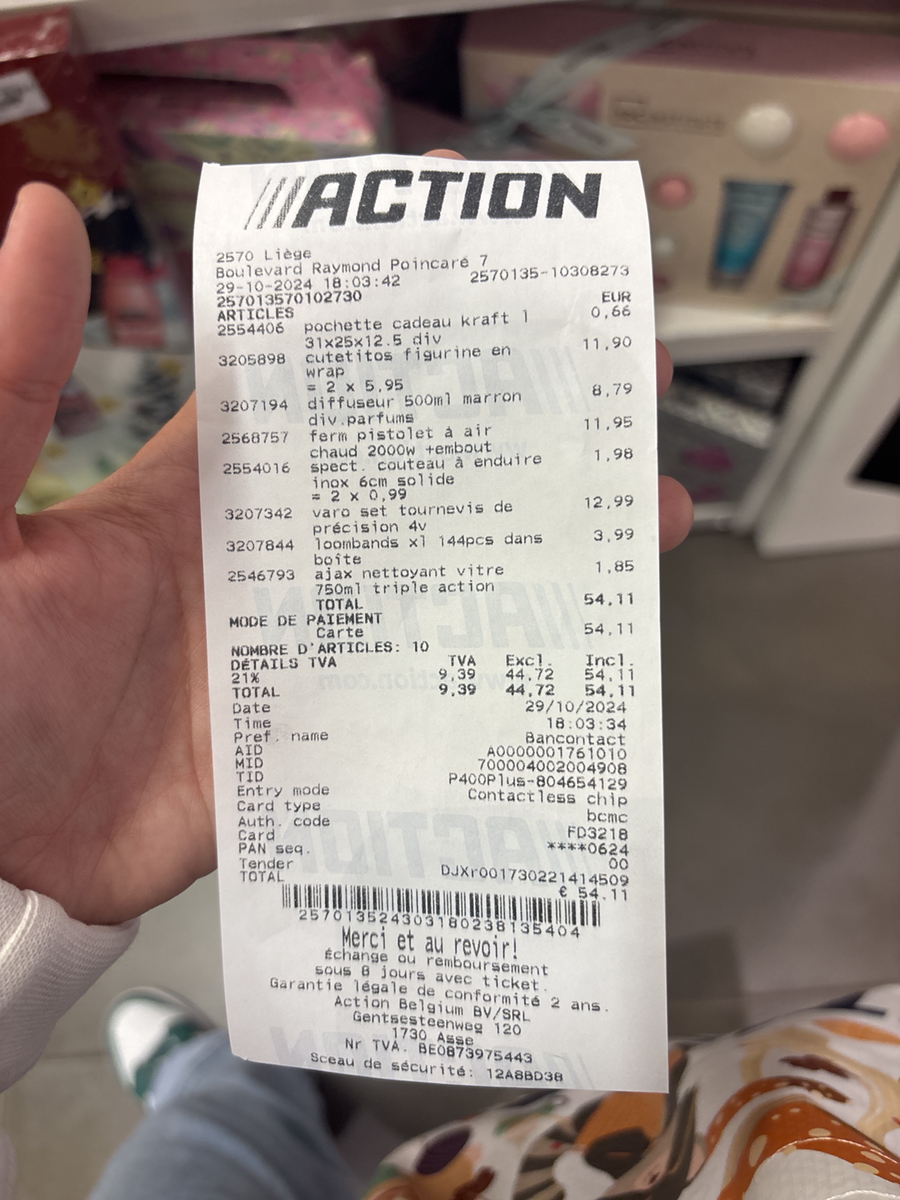 ///ACTION
2570 Liège
Boulevard Raymond Poincaré 7
29-10-2024 18:03:42 2570135-10308273
257013570102730
ARTICLES EUR
2554406 pochette cadeau kraft l 0,66
31x25x12.5 div
3205898 cutetitos figurine en 11,90
wrap
= 2 x 5,95
3207194 diffuseur 500ml marron 8,79
div.parfums
2568757 ferm pistolet à air 11,95
chaud 2000w +embout
2554016 spect. couteau à enduire 1,98
inox 6cm solide
= 2 x 0,99
3207342 varo set tournevis de 12,99
précision 4v
3207844 loombands xl 144pcs dans 3,99
boîte
2546793 ajax nettoyant vitre 1,85
750ml triple action
TOTAL 54,11
MODE DE PAIEMENT
Carte 54,11
NOMBRE D'ARTICLES: 10
DÉTAILS TVA TVA Excl. Incl.
21% 9,39 44,72 54,11
TOTAL 9,39 44,72 54,11
Date 29/10/2024
Time 18:03:34
Pref. name Bancontact
AID A0000001761010
MID 700004002004908
TID P400Plus-804654129
Entry mode Contactless chip
Card type bcmc
Auth. code FD3218
Card ****0624
PAN seq. 00
Tender DJXr001730221414509
TOTAL € 54.11
257013524303180238135404
Merci et au revoir!
Échange ou remboursement
sous 8 jours avec ticket.
Garantie légale de conformité 2 ans.
Action Belgium BV/SRL
Gentsesteenweg 120
1730 Asse
Nr TVA. BE0873975443
Sceau de sécurité: 12A8BD38